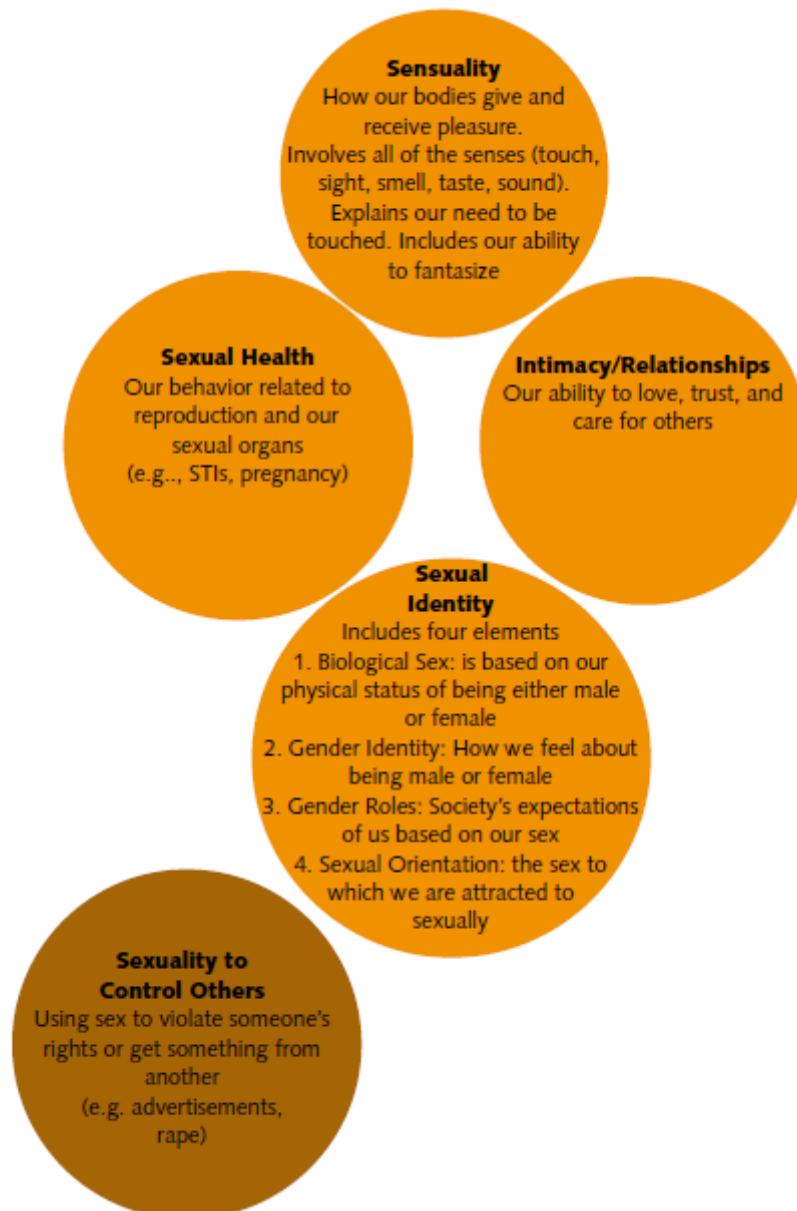 Sensuality
How our bodies give and
receive pleasure.
Involves all of the senses (touch,
sight, smell, taste, sound).
Explains our need to be
touched. Includes our ability
to fantasize
Sexual Health
Our behavior related to
reproduction and our
sexual organs
(e.g.., STIs, pregnancy)
Intimacy/Relationships
Our ability to love, trust, and
care for others
Sexual
Identity
Includes four elements
1. Biological Sex: is based on our
physical status of being either male
or female
2. Gender Identity: How we feel about
being male or female
3. Gender Roles: Society's expectations
of us based on our sex
4. Sexual Orientation: the sex to
which we are attracted to
sexually
Sexuality to
Control Others
Using sex to violate someone's
rights or get something from
another
(e.g. advertisements,
rape)